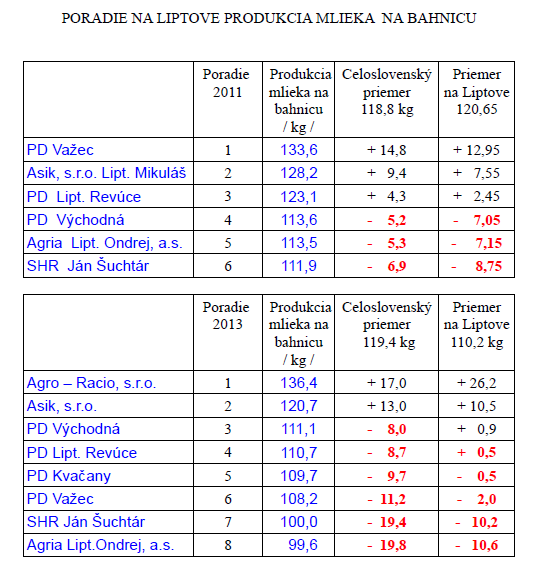 PORADIE NA LIPTOVE PRODUKCIA MLIEKA NA BAHNICU
Poradie 2011 Produkcia mlieka na bahnicu / kg / Celoslovenský priemer 118,8 kg Priemer na Liptove 120,65
PD Važec 1 133,6 + 14,8 + 12,95
Asik, s.r.o. Lipt. Mikuláš 2 128,2 + 9,4 + 7,55
PD Lipt. Revúce 3 123,1 + 4,3 + 2,45
PD Východná 4 113,6 - 5,2 - 7,05
Agria Lipt. Ondrej, a.s. 5 113,5 - 5,3 - 7,15
SHR Ján Šuchtár 6 111,9 - 6,9 - 8,75
Poradie 2013 Produkcia mlieka na bahnicu / kg / Celoslovenský priemer 119,4 kg Priemer na Liptove 110,2 kg
Agro – Racio, s.r.o. 1 136,4 + 17,0 + 26,2
Asik, s.r.o. 2 120,7 + 13,0 + 10,5
PD Východná 3 111,1 - 8,0 + 0,9
PD Lipt. Revúce 4 110,7 - 8,7 + 0,5
PD Kvačany 5 109,7 - 9,7 - 0,5
PD Važec 6 108,2 - 11,2 - 2,0
SHR Ján Šuchtár 7 100,0 - 19,4 - 10,2
Agria Lipt.Ondrej, a.s. 8 99,6 - 19,8 - 10,6